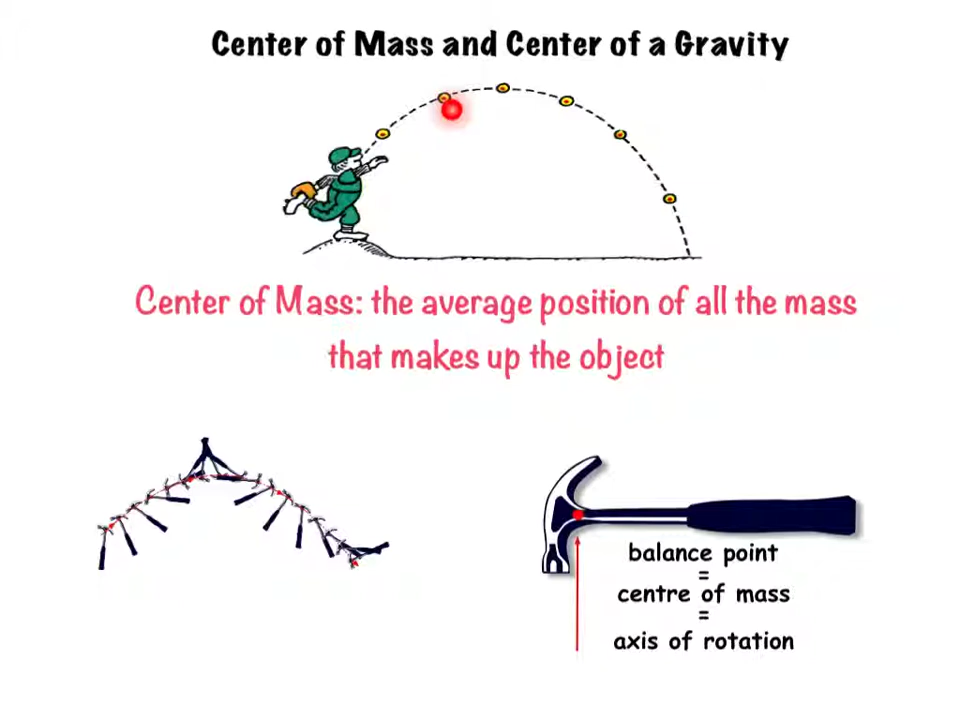 Center of Mass and Center of a Gravity
Center of Mass: the average position of all the mass
that makes up the object
balance point
=
centre of mass
=
axis of rotation